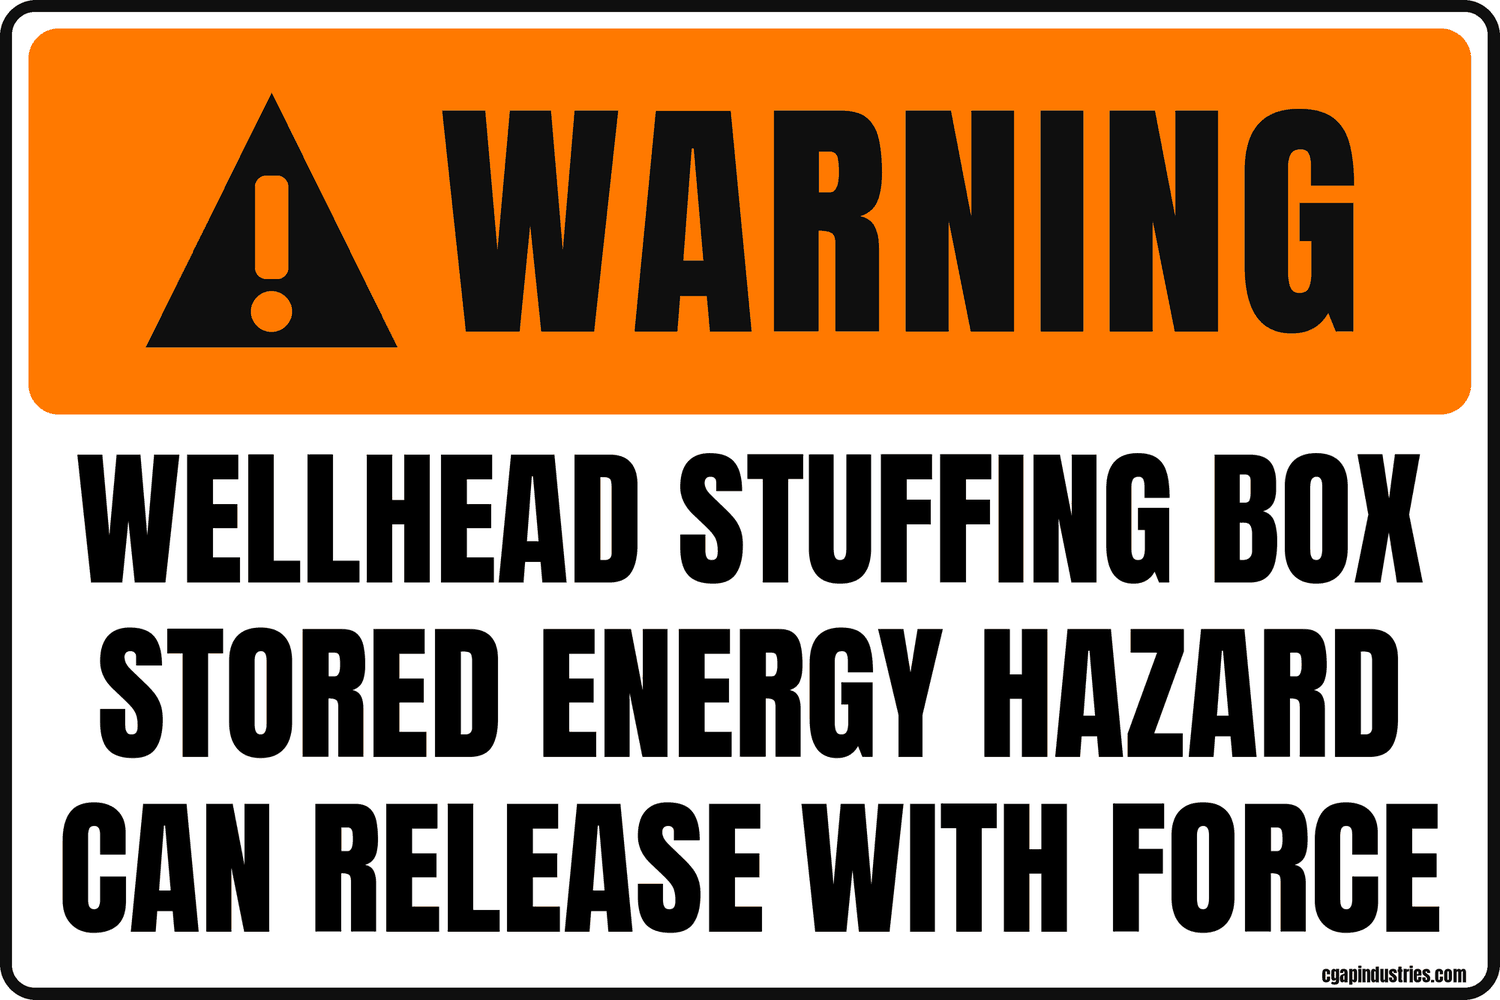 WARNING
WELLHEAD STUFFING BOX
STORED ENERGY HAZARD
CAN RELEASE WITH FORCE
cgapindustries.com